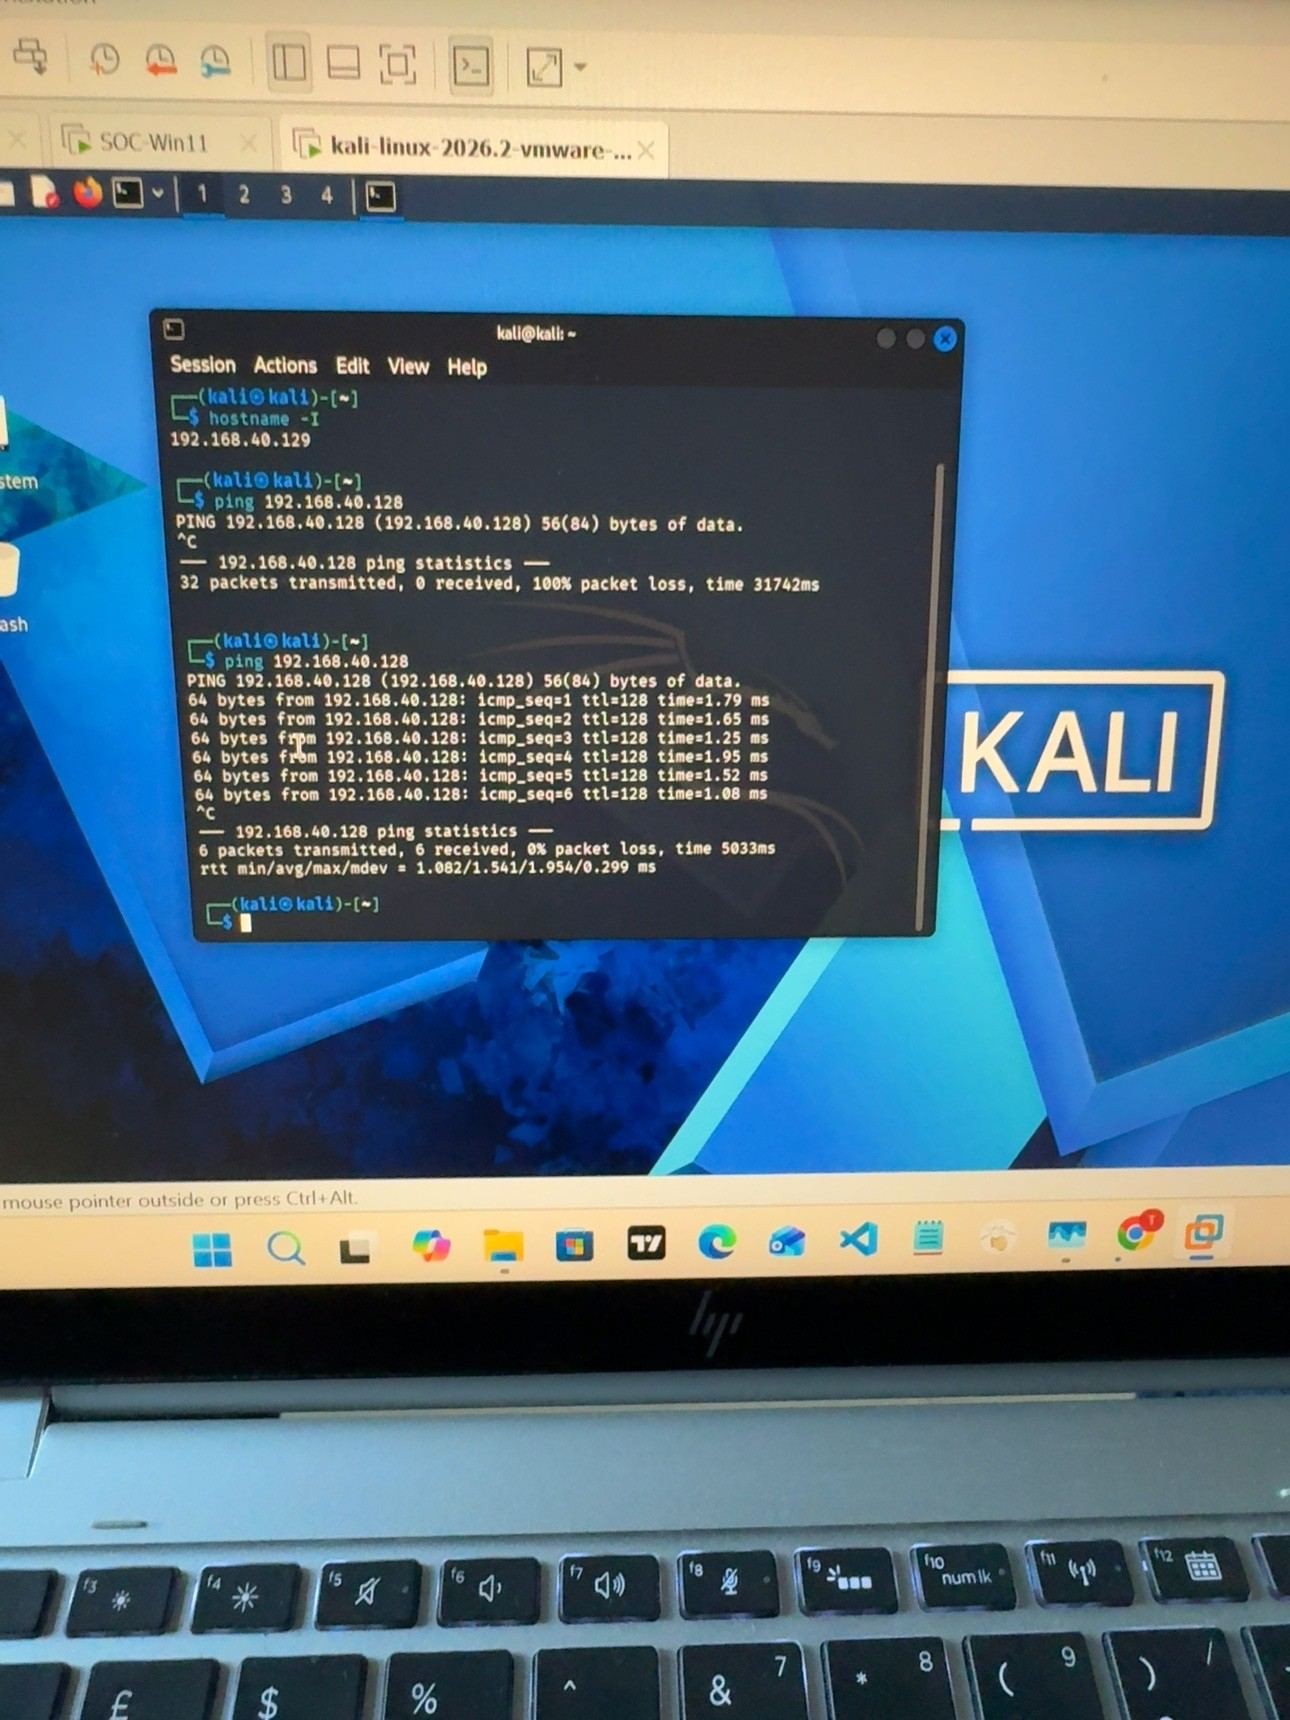 SOC-Win11
kali-linux-2026.2-vmware-...
1 2 3 4
kali@kali: ~
Session Actions Edit View Help
┌──(kali㉿kali)-[~]
└─$ hostname -I
192.168.40.129
┌──(kali㉿kali)-[~]
└─$ ping 192.168.40.128
PING 192.168.40.128 (192.168.40.128) 56(84) bytes of data.
^C
── 192.168.40.128 ping statistics ──
32 packets transmitted, 0 received, 100% packet loss, time 31742ms
┌──(kali㉿kali)-[~]
└─$ ping 192.168.40.128
PING 192.168.40.128 (192.168.40.128) 56(84) bytes of data.
64 bytes from 192.168.40.128: icmp_seq=1 ttl=128 time=1.79 ms
64 bytes from 192.168.40.128: icmp_seq=2 ttl=128 time=1.65 ms
64 bytes from 192.168.40.128: icmp_seq=3 ttl=128 time=1.25 ms
64 bytes from 192.168.40.128: icmp_seq=4 ttl=128 time=1.95 ms
64 bytes from 192.168.40.128: icmp_seq=5 ttl=128 time=1.52 ms
64 bytes from 192.168.40.128: icmp_seq=6 ttl=128 time=1.08 ms
^C
── 192.168.40.128 ping statistics ──
6 packets transmitted, 6 received, 0% packet loss, time 5033ms
rtt min/avg/max/mdev = 1.082/1.541/1.954/0.299 ms
┌──(kali㉿kali)-[~]
└─$
stem
ash
KALI
mouse pointer outside or press Ctrl+Alt.
T
hp
f3 f4 f5 f6 f7 f8 f9 f10 num lk f11 f12
£ $ % ^ & 7 * 8 ( 9 ) /